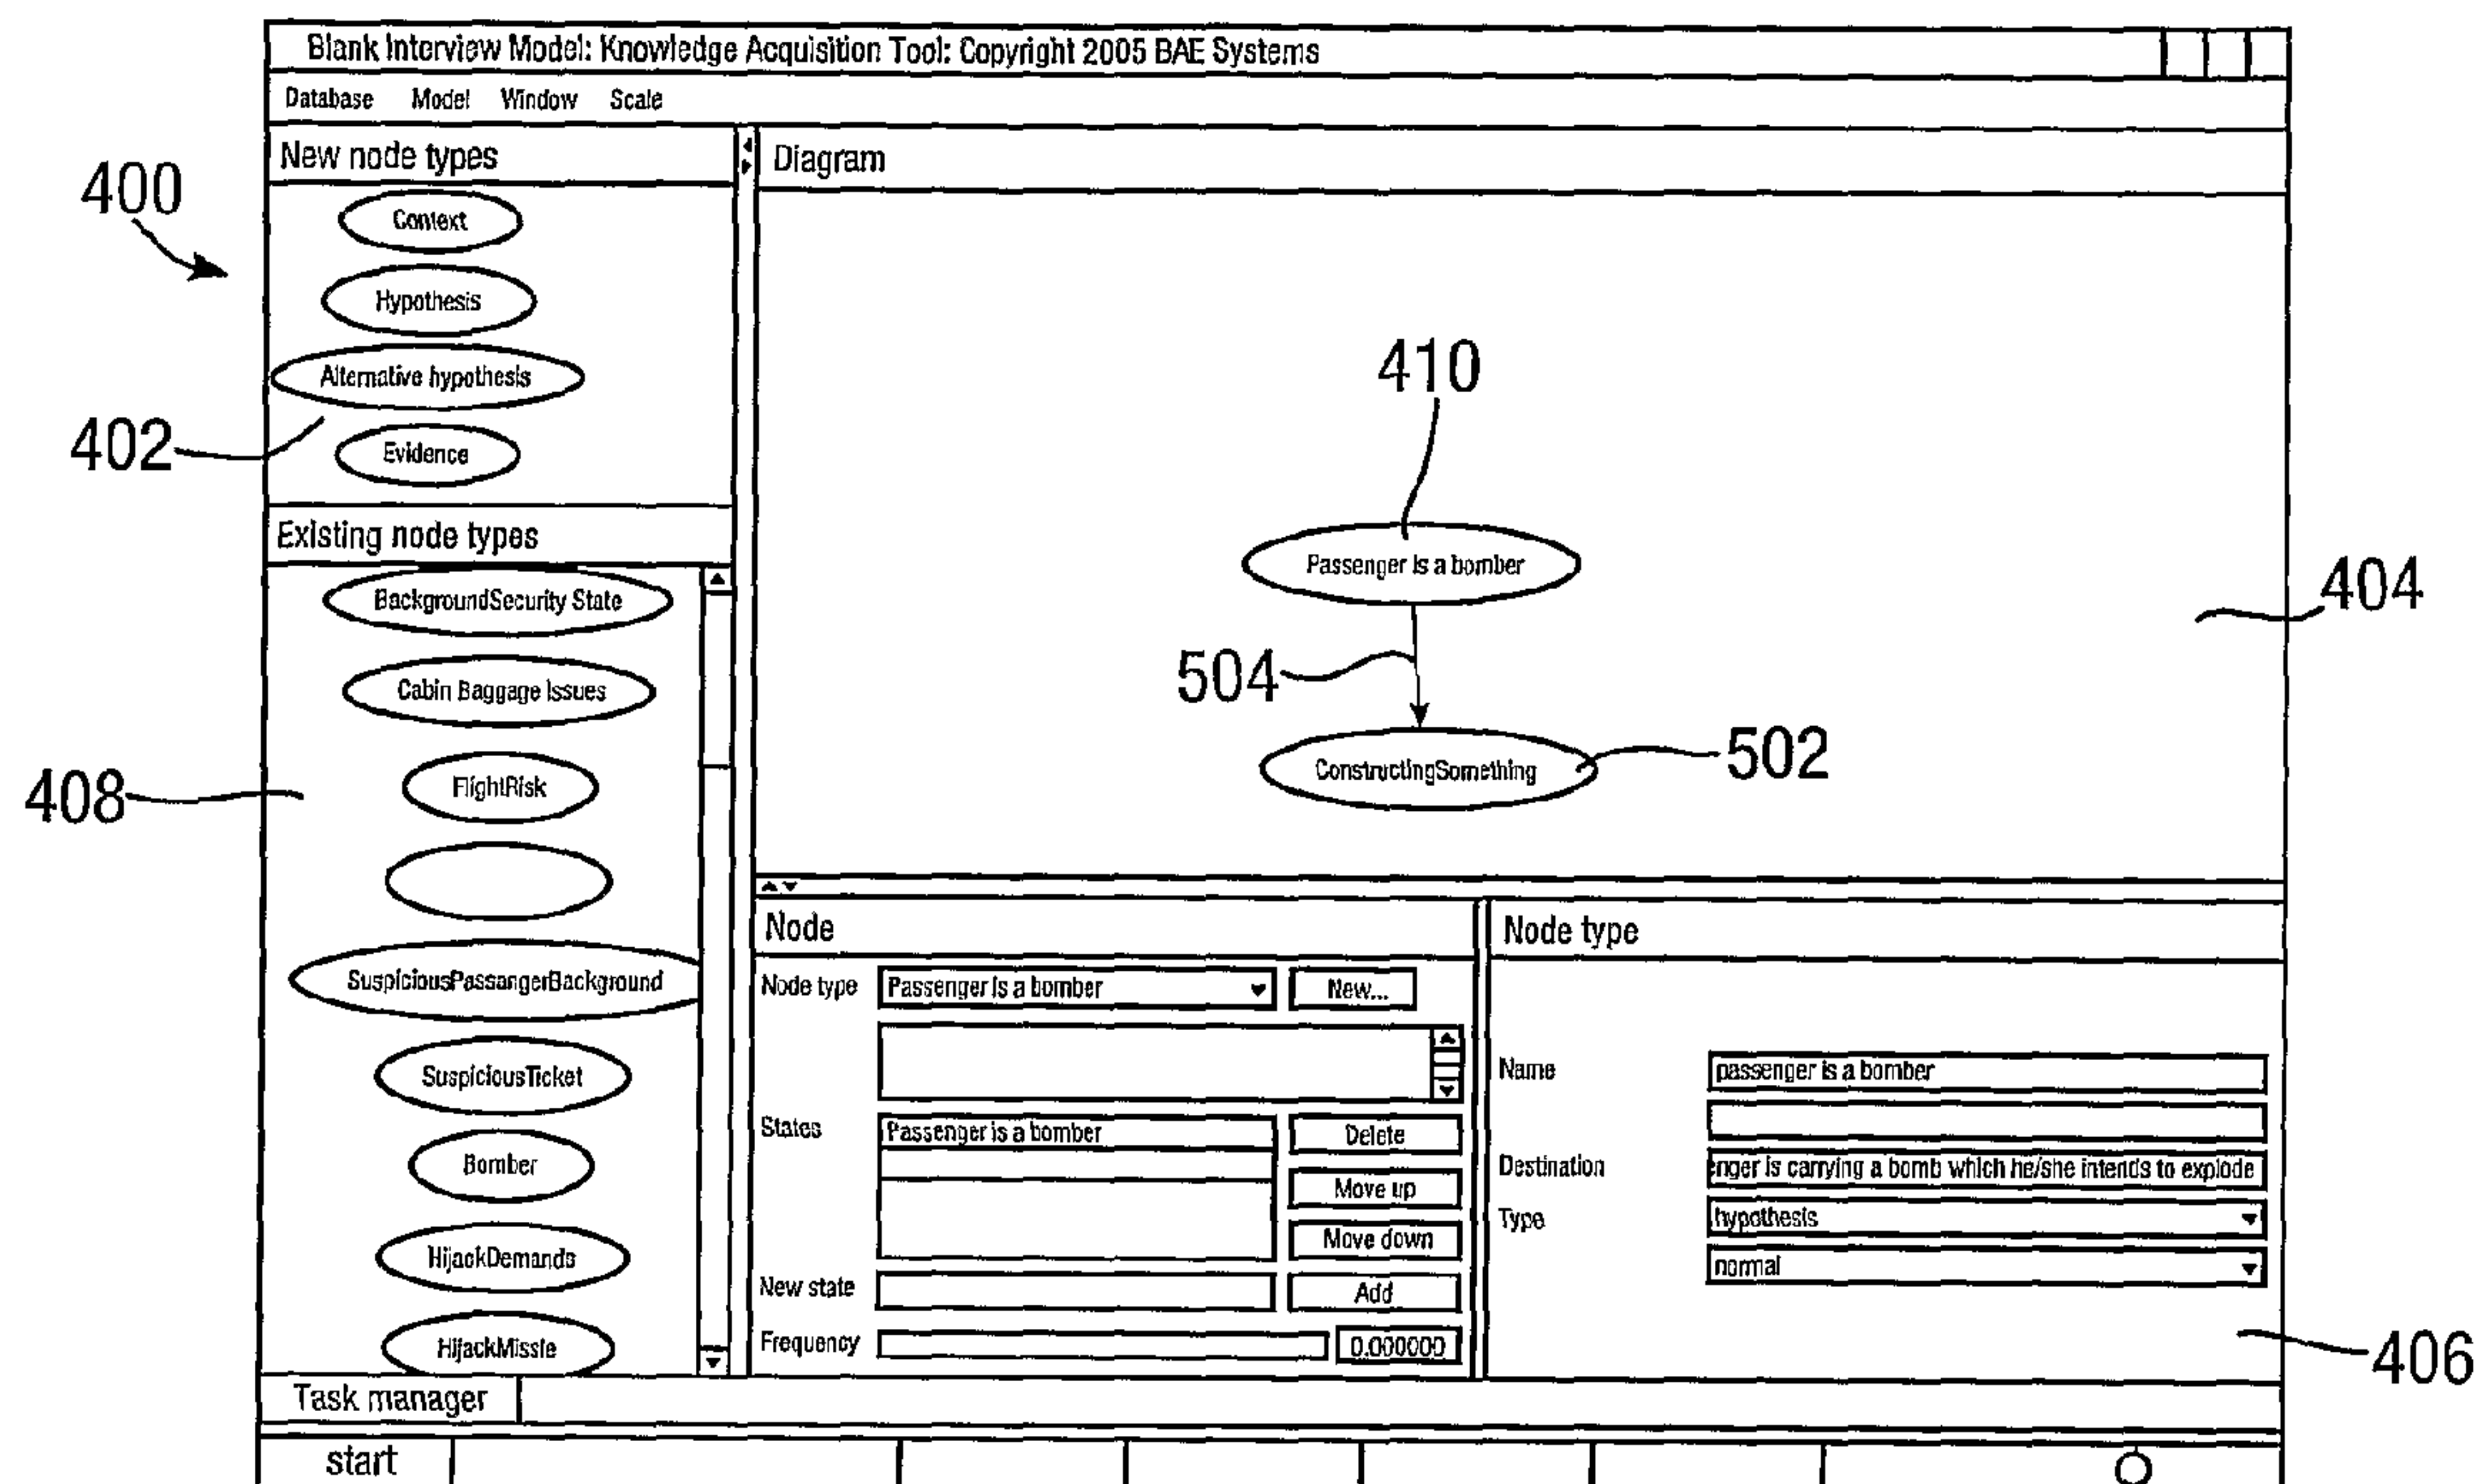 Blank Interview Model: Knowledge Acquisition Tool: Copyright 2005 BAE Systems
Database Model Window Scale
New node types
Diagram
400
Context
Hypothesis
Alternative hypothesis
402
Evidence
410
Passenger is a bomber
404
504
ConstructingSomething
502
Existing node types
BackgroundSecurity State
Cabin Baggage Issues
408
FlightRisk
SuspiciousPassangerBackground
SuspiciousTicket
Bomber
HijackDemands
HijackMissle
Node
Node type Passenger is a bomber New...
States Passenger is a bomber Delete
Move up
Move down
New state Add
Frequency 0.000000
Node type
Name passenger is a bomber
Destination enger is carrying a bomb which he/she intends to explode
Type hypothesis
normal
406
Task manager
start